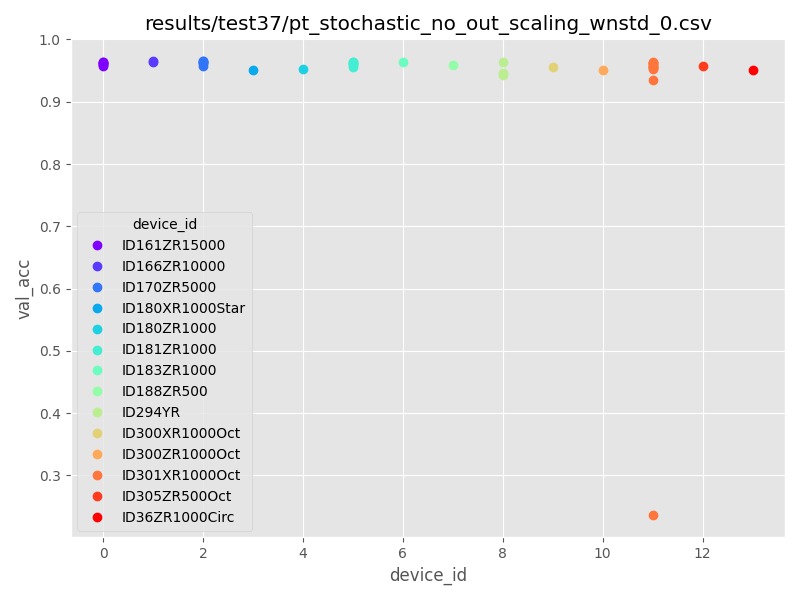 results/test37/pt_stochastic_no_out_scaling_wnstd_0.csv
1.0
0.9
0.8
0.7
0.6
0.5
0.4
0.3
val_acc
device_id
ID161ZR15000
ID166ZR10000
ID170ZR5000
ID180XR1000Star
ID180ZR1000
ID181ZR1000
ID183ZR1000
ID188ZR500
ID294YR
ID300XR1000Oct
ID300ZR1000Oct
ID301XR1000Oct
ID305ZR500Oct
ID36ZR1000Circ
0 2 4 6 8 10 12
device_id